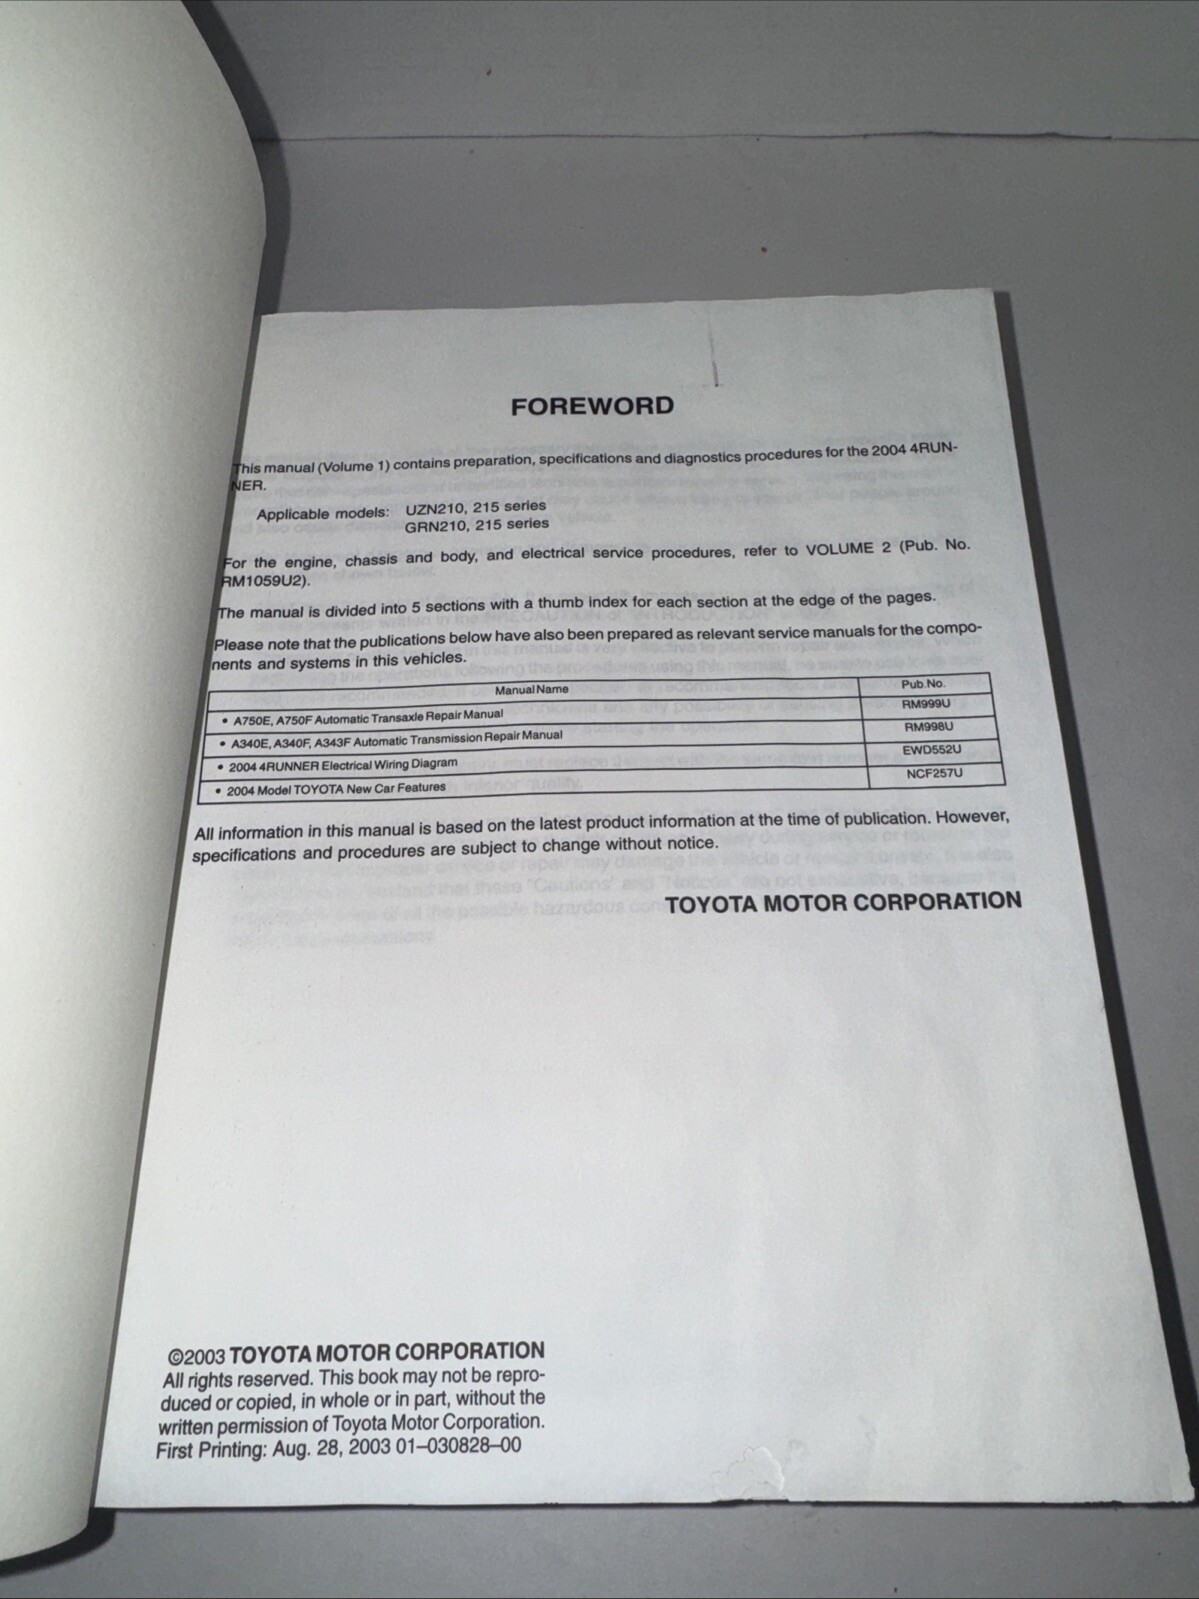 FOREWORD
This manual (Volume 1) contains preparation, specifications and diagnostics procedures for the 2004 4RUN-
NER.
Applicable models: UZN210, 215 series
GRN210, 215 series
For the engine, chassis and body, and electrical service procedures, refer to VOLUME 2 (Pub. No.
RM1059U2).
The manual is divided into 5 sections with a thumb index for each section at the edge of the pages.
Please note that the publications below have also been prepared as relevant service manuals for the compo-
nents and systems in this vehicles.
Manual Name Pub. No.
• A750E, A750F Automatic Transaxle Repair Manual RM999U
• A340E, A340F, A343F Automatic Transmission Repair Manual RM998U
• 2004 4RUNNER Electrical Wiring Diagram EWD552U
• 2004 Model TOYOTA New Car Features NCF257U
All information in this manual is based on the latest product information at the time of publication. However,
specifications and procedures are subject to change without notice.
TOYOTA MOTOR CORPORATION
©2003 TOYOTA MOTOR CORPORATION
All rights reserved. This book may not be repro-
duced or copied, in whole or in part, without the
written permission of Toyota Motor Corporation.
First Printing: Aug. 28, 2003 01–030828–00